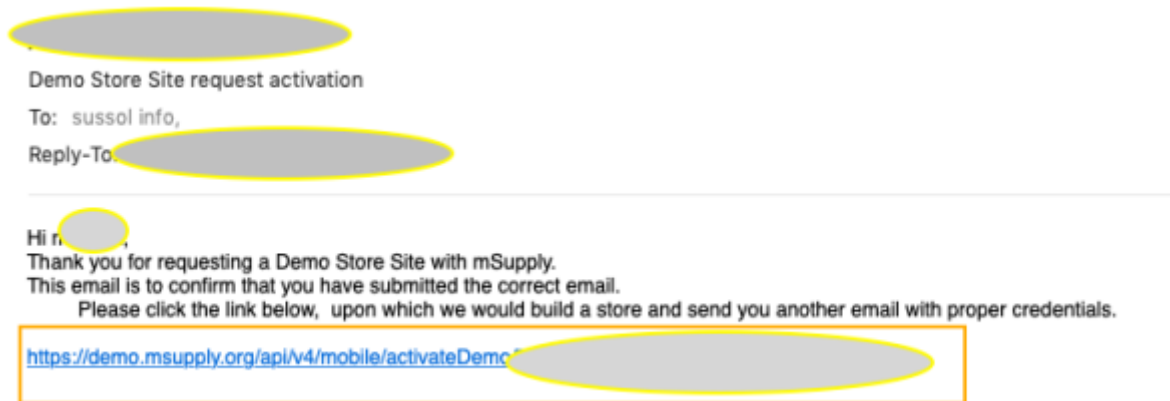 Demo Store Site request activation
To: sussol info,
Reply-To:
Hi
Thank you for requesting a Demo Store Site with mSupply.
This email is to confirm that you have submitted the correct email.
Please click the link below, upon which we would build a store and send you another email with proper credentials.
https://demo.msupply.org/api/v4/mobile/activateDemo